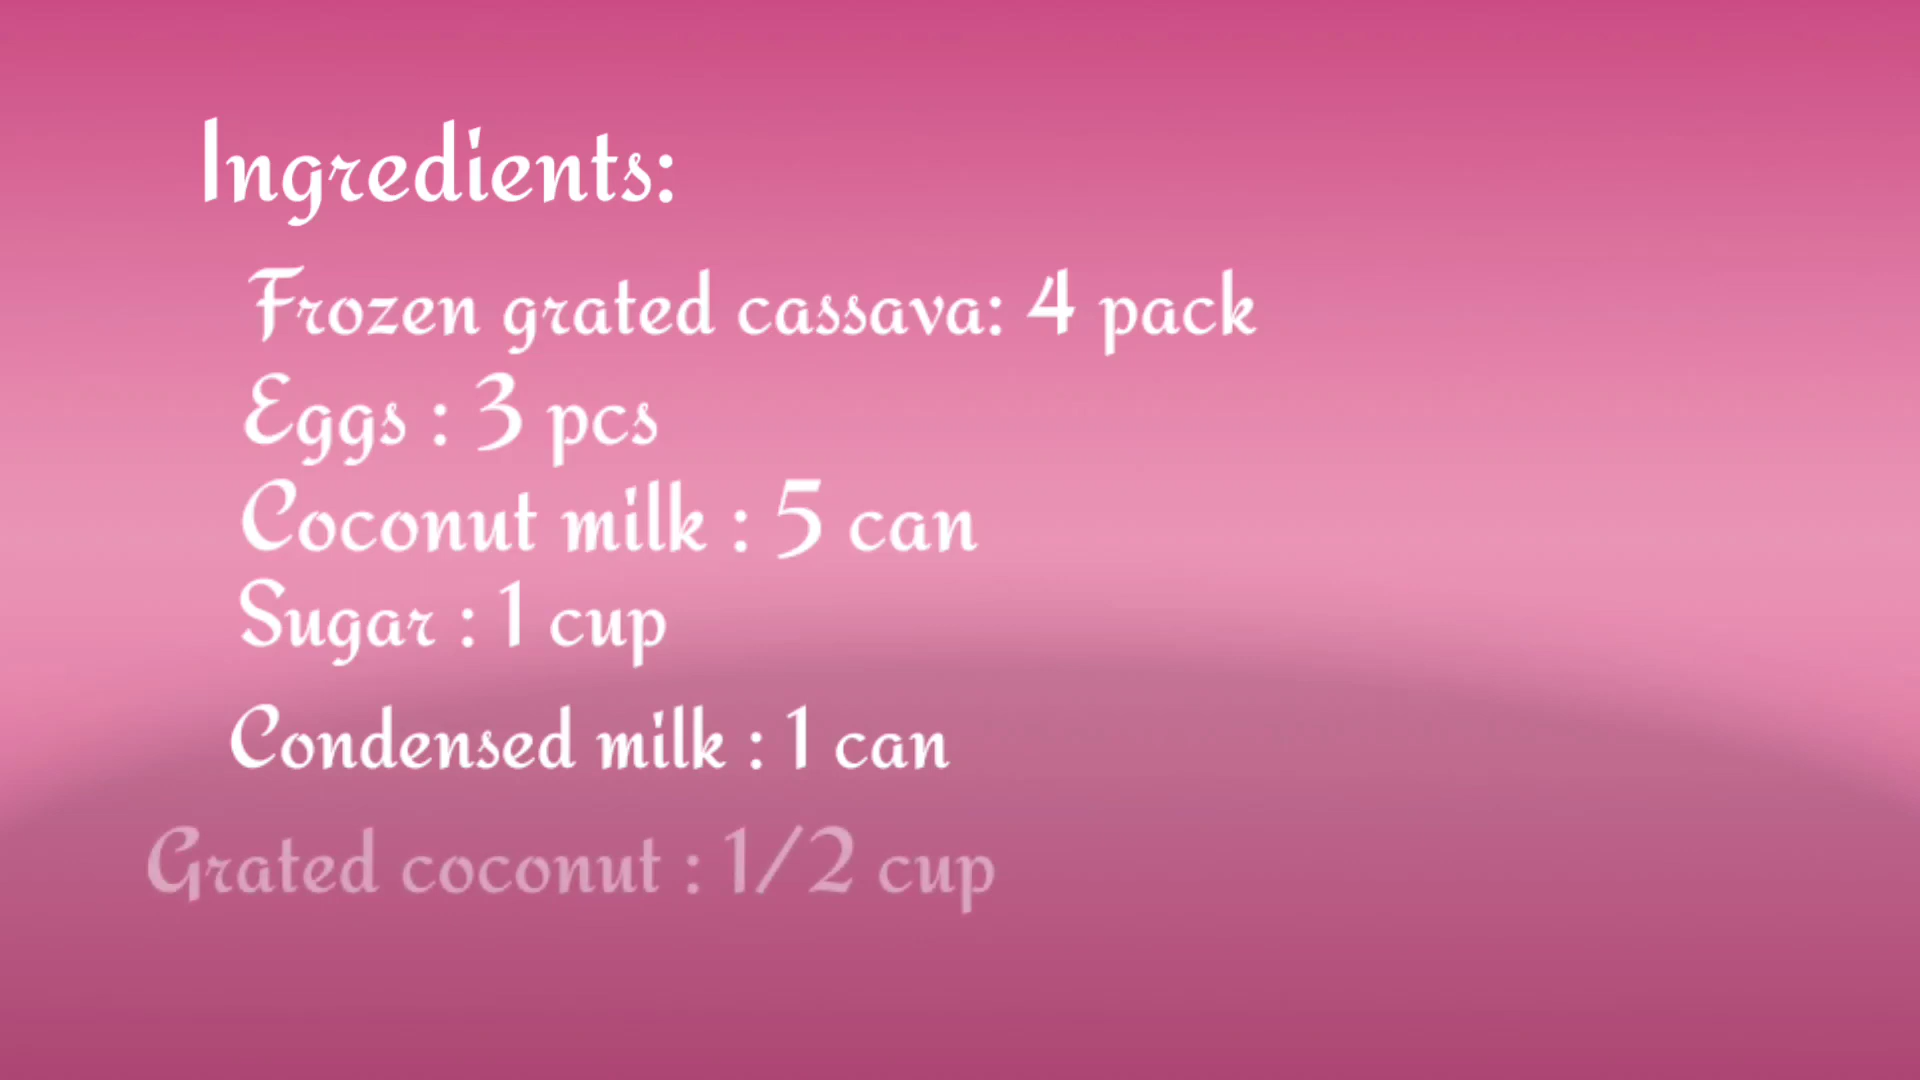 Ingredients:
Frozen grated cassava: 4 pack
Eggs : 3 pcs
Coconut milk : 5 can
Sugar : 1 cup
Condensed milk : 1 can
Grated coconut : 1/2 cup